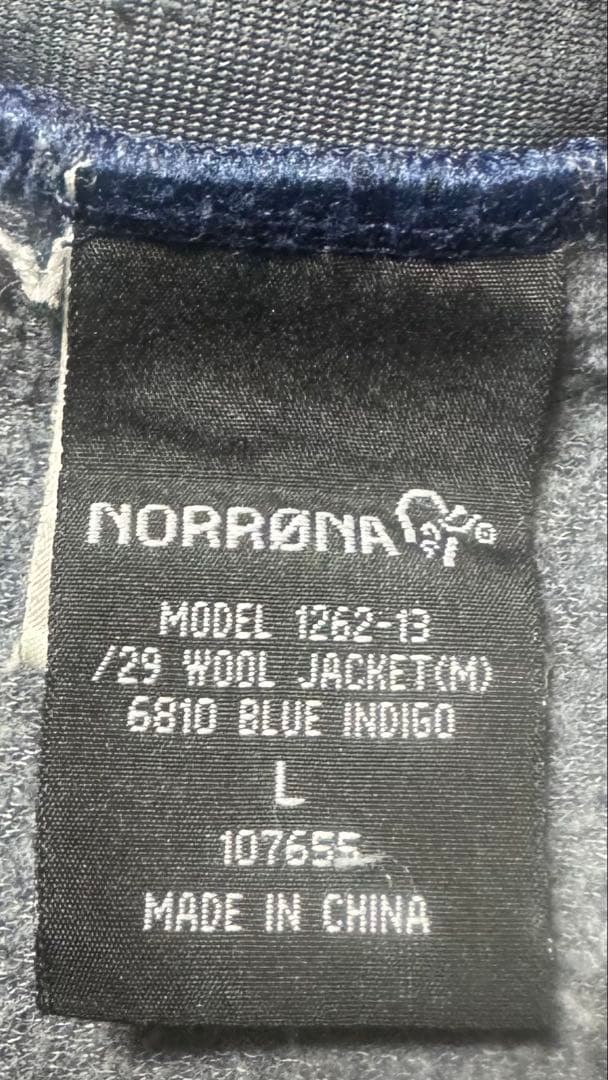 NORRØNA
MODEL 1262-13
/29 WOOL JACKET(M)
6810 BLUE INDIGO
L
107655
MADE IN CHINA